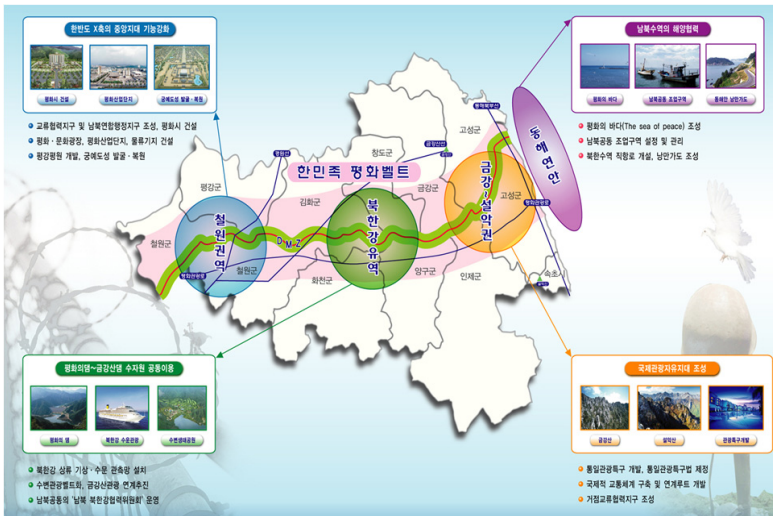 한반도 X축의 중앙지대 기능강화
평화시 건설
평화산업단지
궁예도성 발굴·복원
교류협력지구 및 남북연합행정지구 조성, 평화시 건설
평화·문화광장, 평화산업단지, 물류기지 건설
평강평원 개발, 궁예도성 발굴·복원
남북수역의 해양협력
평화의 바다
남북공동 조업구역
동해안 낭만가도
평화의 바다(The sea of peace) 조성
남북공동 조업구역 설정 및 관리
북한수역 직항로 개설, 낭만가도 조성
한민족 평화벨트
동해연안
고성군
창도군
평강군
김화군
금강군
고성군
철원군
철원군
화천군
양구군
인제군
속초시
철원권역
북한강유역
금강~설악권
DMZ
평화관광로
평화관광로
평화의댐~금강산댐 수자원 공동이용
평화의 댐
북한강 수운관광
수변생태공원
북한강 상류 기상·수문 관측망 설치
수변관광벨트화, 금강산관광 연계추진
남북공동의 '남북 북한강협력위원회' 운영
국제관광자유지대 조성
금강산
설악산
관광특구개발
통일관광특구 개발, 통일관광특구법 제정
국제적 교통체계 구축 및 연계루트 개발
거점교류협력지구 조성